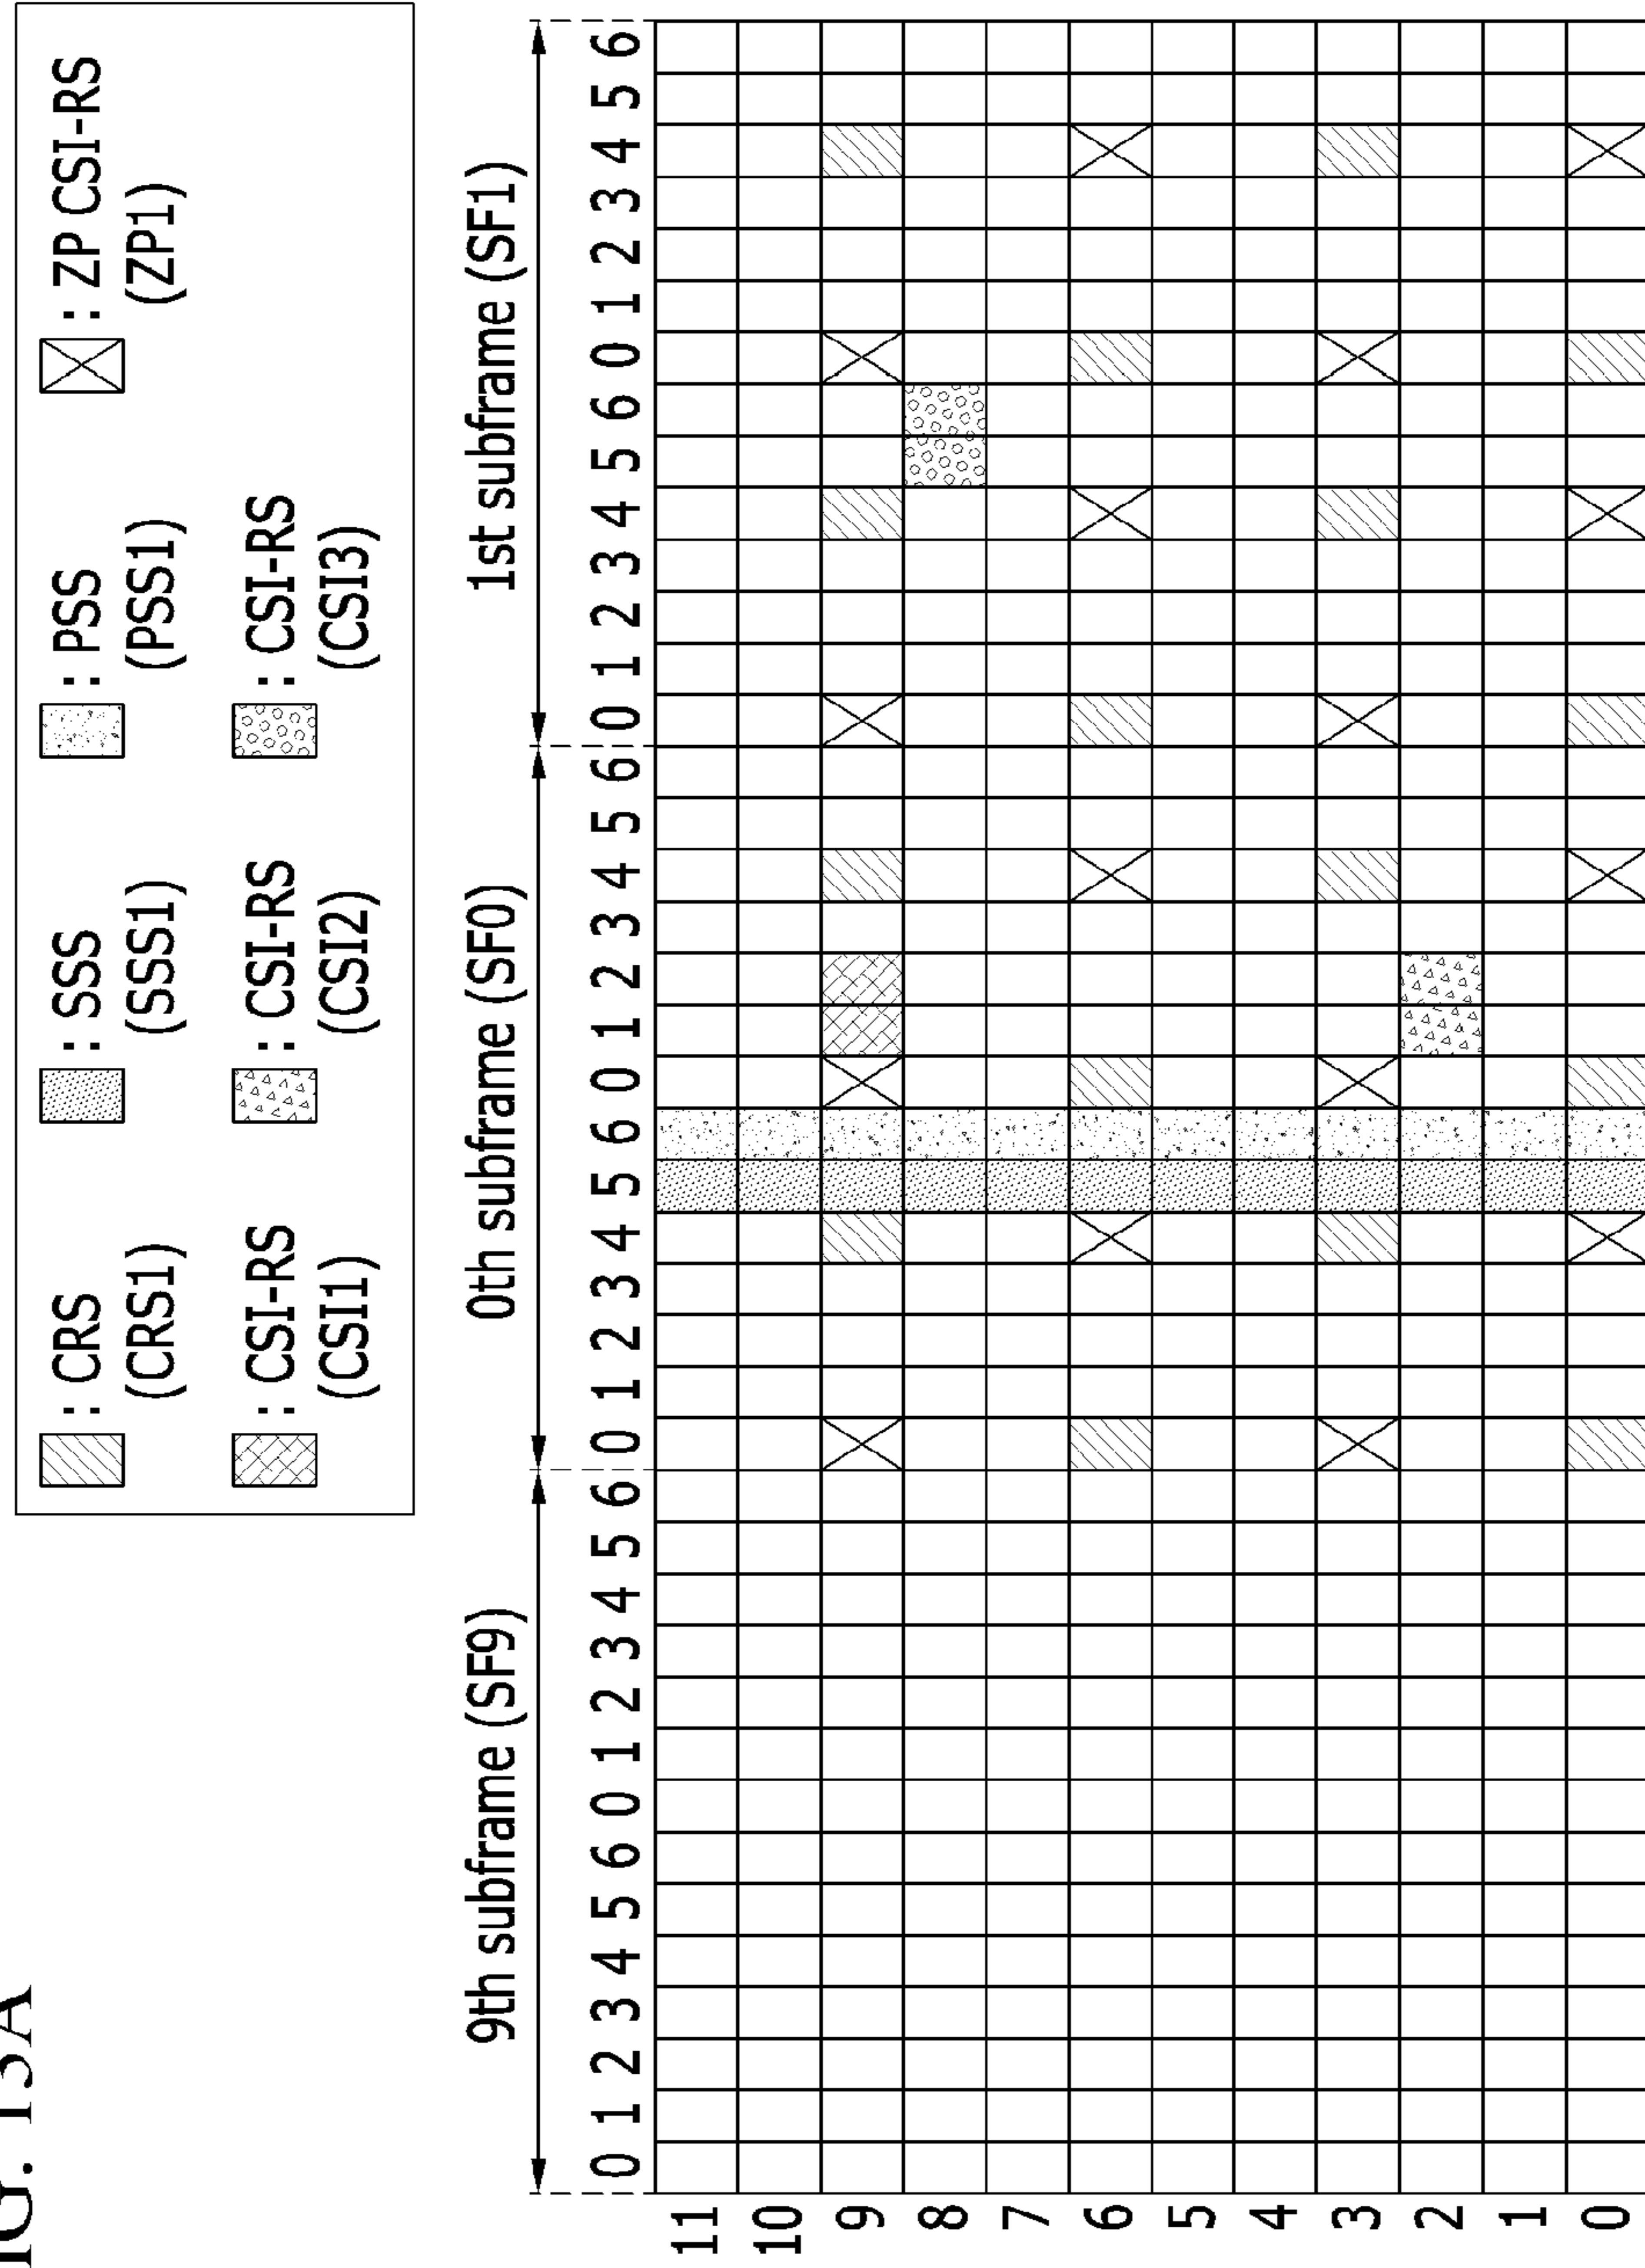 : CRS : SSS : PSS : ZP CSI-RS
(CRS1) (SSS1) (PSS1) (ZP1)
: CSI-RS : CSI-RS : CSI-RS
(CSI1) (CSI2) (CSI3)
9th subframe (SF9) 0th subframe (SF0) 1st subframe (SF1)
0 1 2 3 4 5 6 0 1 2 3 4 5 6 0 1 2 3 4 5 6 0 1 2 3 4 5 6 0 1 2 3 4 5 6 0 1 2 3 4 5 6
11
10
9
8
7
6
5
4
3
2
1
0